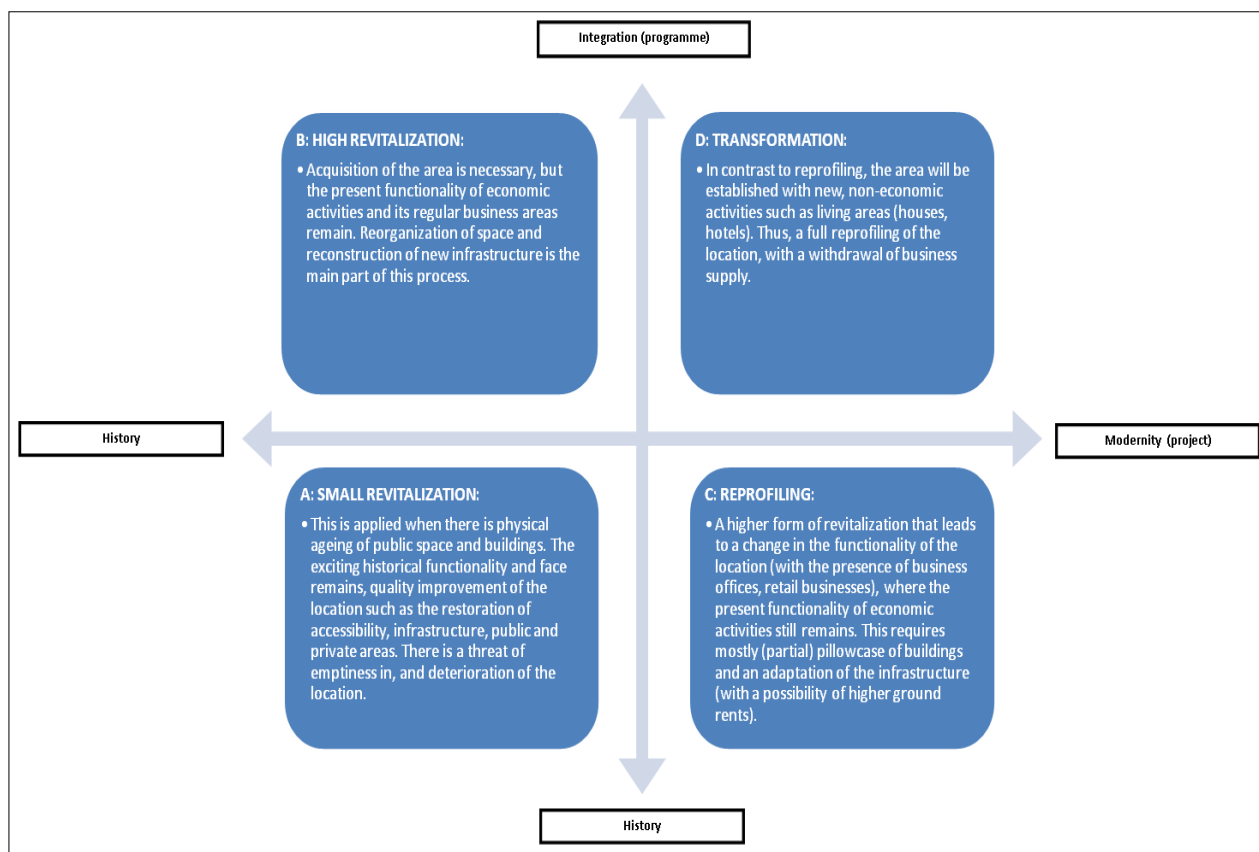 Integration (programme)
B: HIGH REVITALIZATION:
• Acquisition of the area is necessary, but
the present functionality of economic
activities and its regular business areas
remain. Reorganization of space and
reconstruction of new infrastructure is the
main part of this process.
D: TRANSFORMATION:
• In contrast to reprofiling, the area will be
established with new, non-economic
activities such as living areas (houses,
hotels). Thus, a full reprofiling of the
location, with a withdrawal of business
supply.
History
Modernity (project)
A: SMALL REVITALIZATION:
• This is applied when there is physical
ageing of public space and buildings. The
exciting historical functionality and face
remains, quality improvement of the
location such as the restoration of
accessibility, infrastructure, public and
private areas. There is a threat of
emptiness in, and deterioration of the
location.
C: REPROFILING:
• A higher form of revitalization that leads
to a change in the functionality of the
location (with the presence of business
offices, retail businesses), where the
present functionality of economic
activities still remains. This requires
mostly (partial) pillowcase of buildings
and an adaptation of the infrastructure
(with a possibility of higher ground
rents).
History